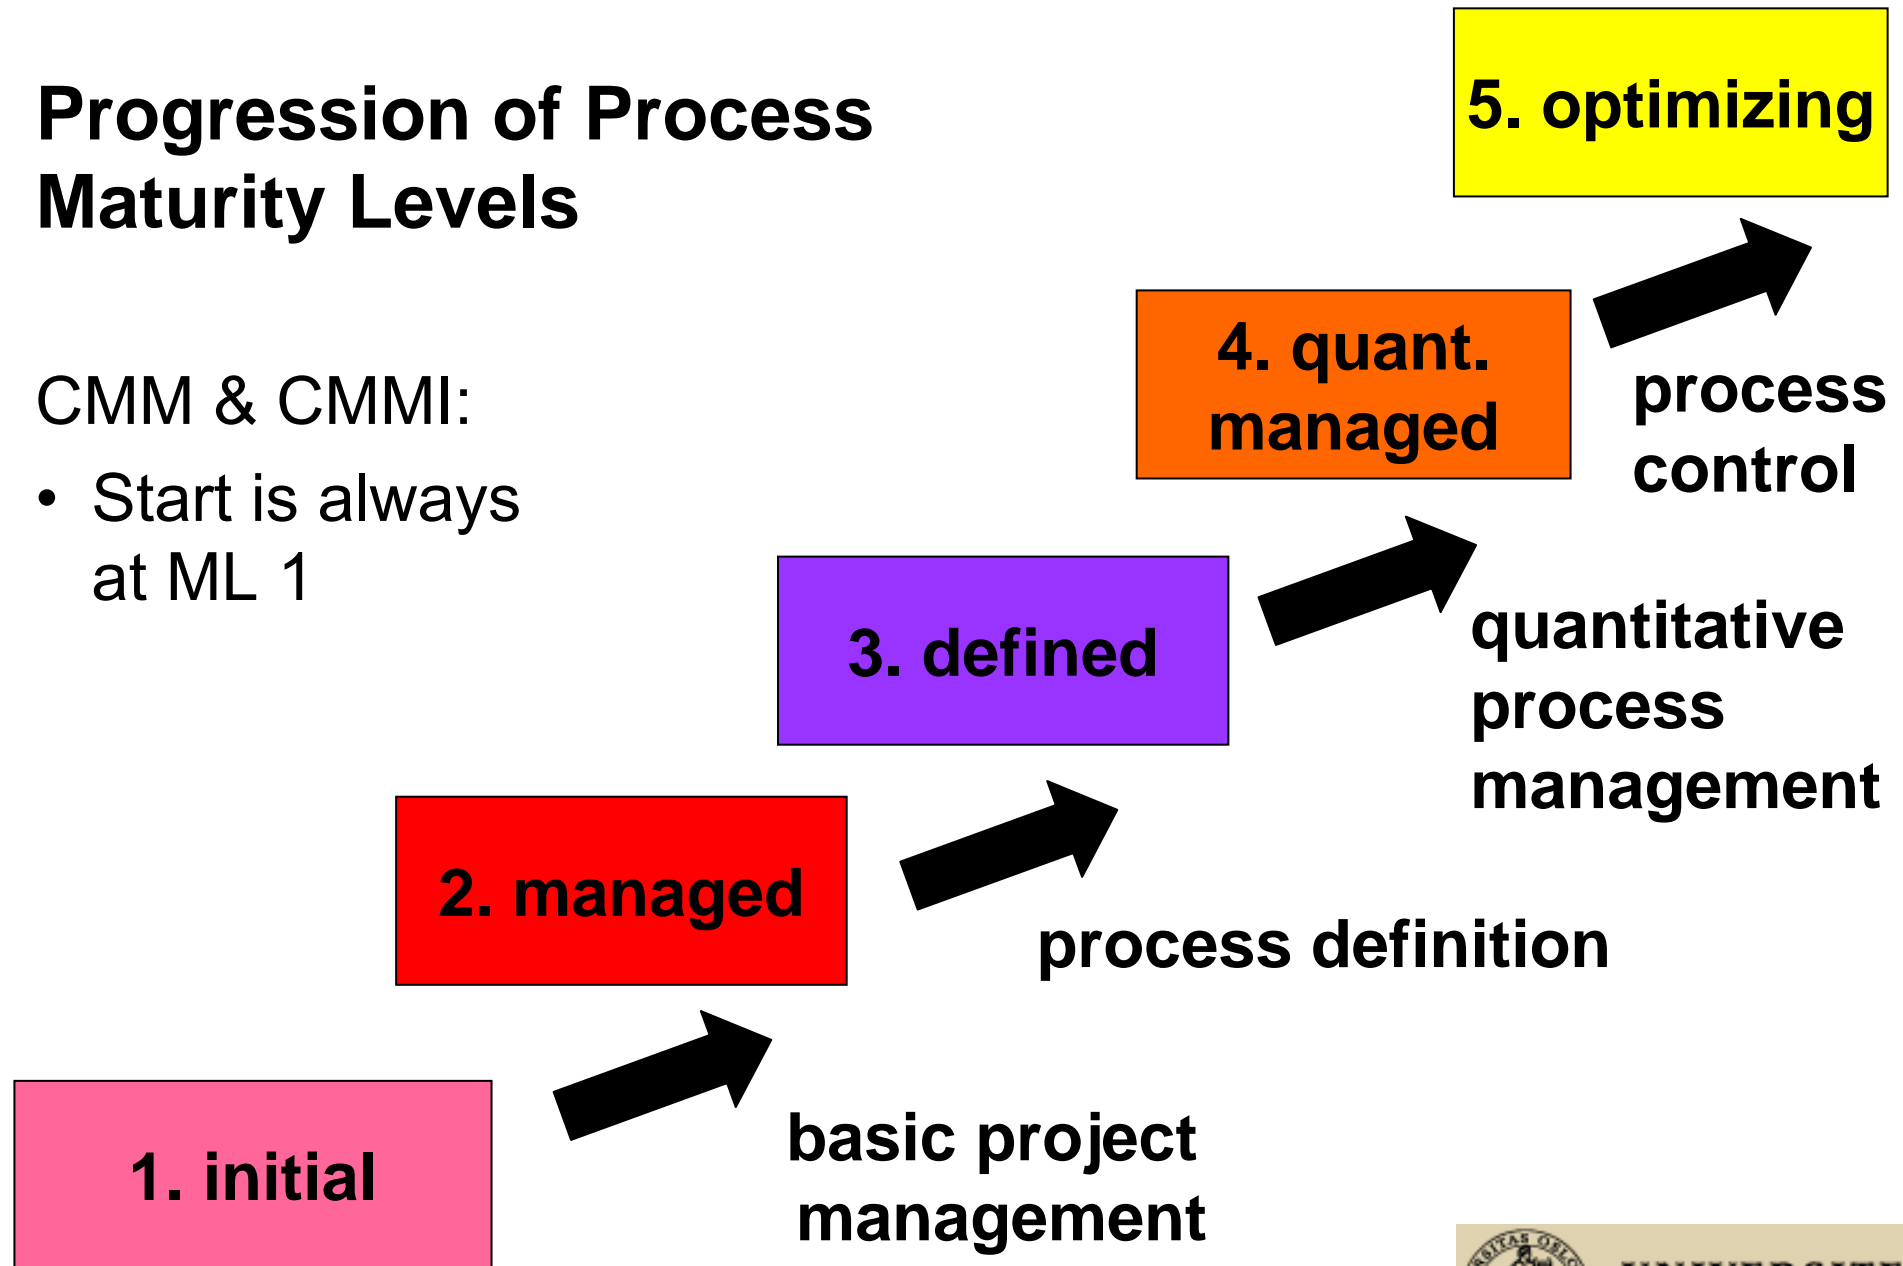 Progression of Process
Maturity Levels
CMM & CMMI:
• Start is always
at ML 1
5. optimizing
process
control
4. quant.
managed
quantitative
process
management
3. defined
process definition
2. managed
basic project
management
1. initial